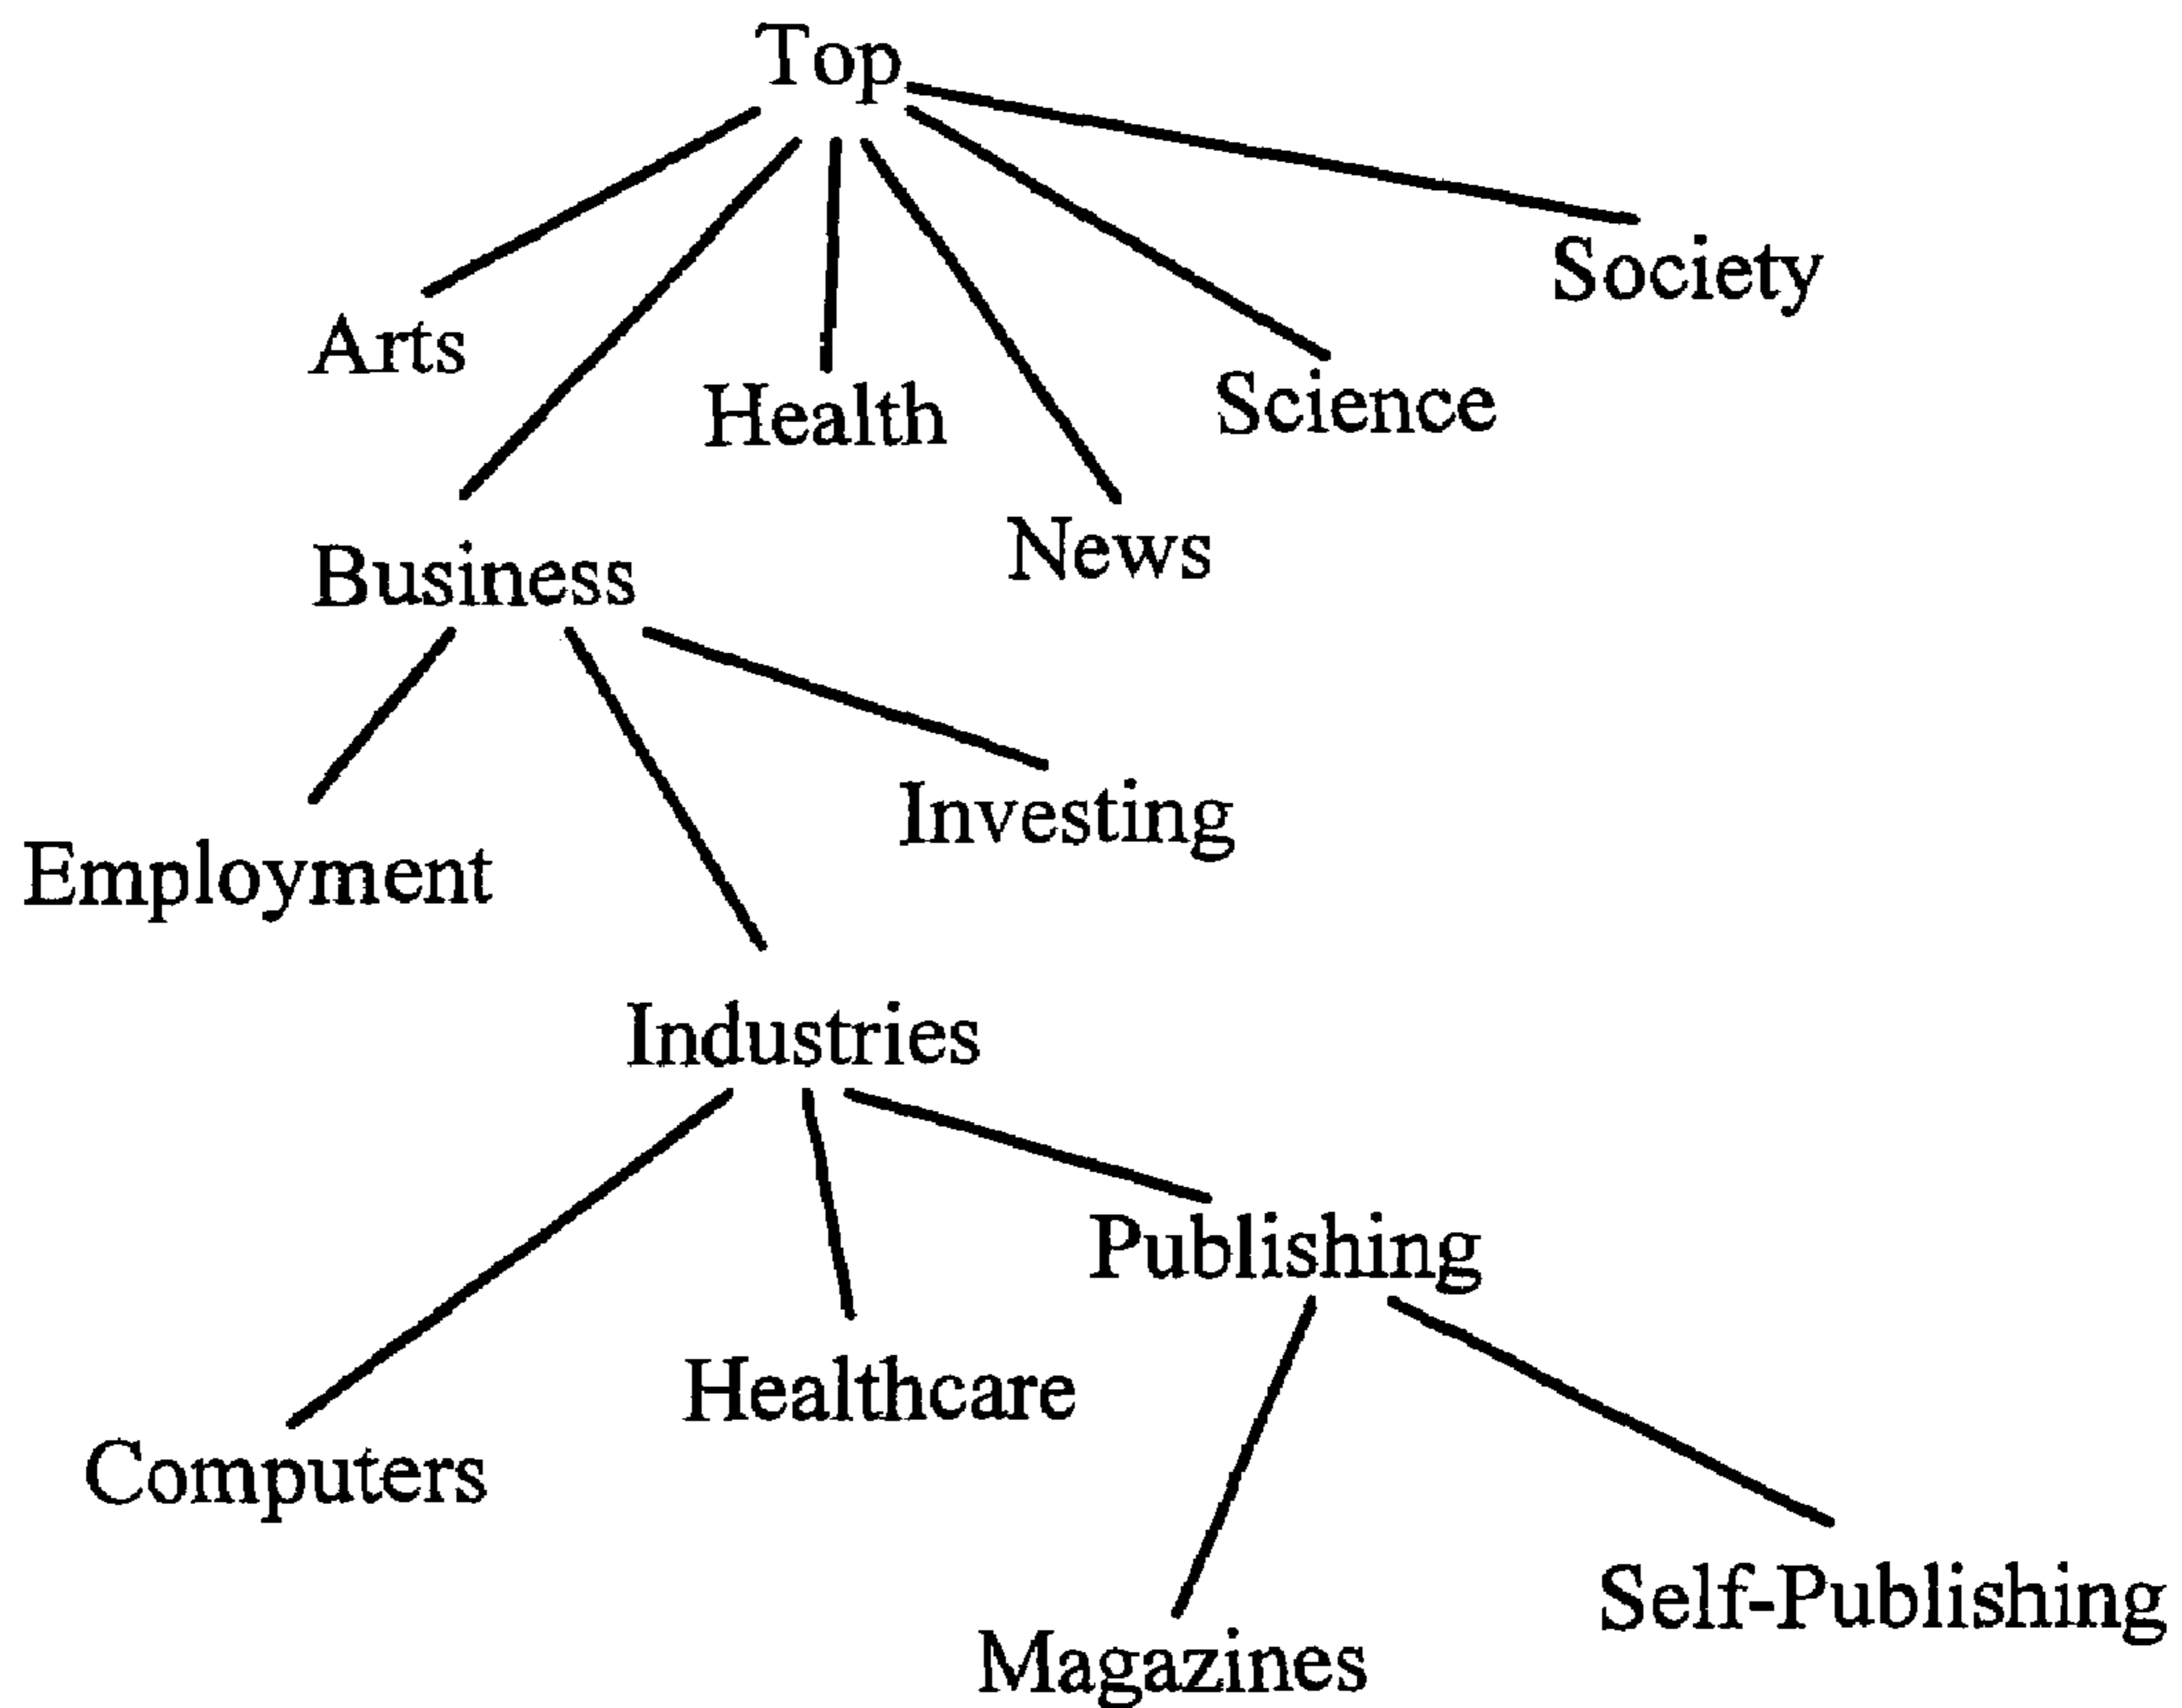 Top
Society
Arts
Health
Science
News
Business
Investing
Employment
Industries
Publishing
Healthcare
Computers
Self-Publishing
Magazines